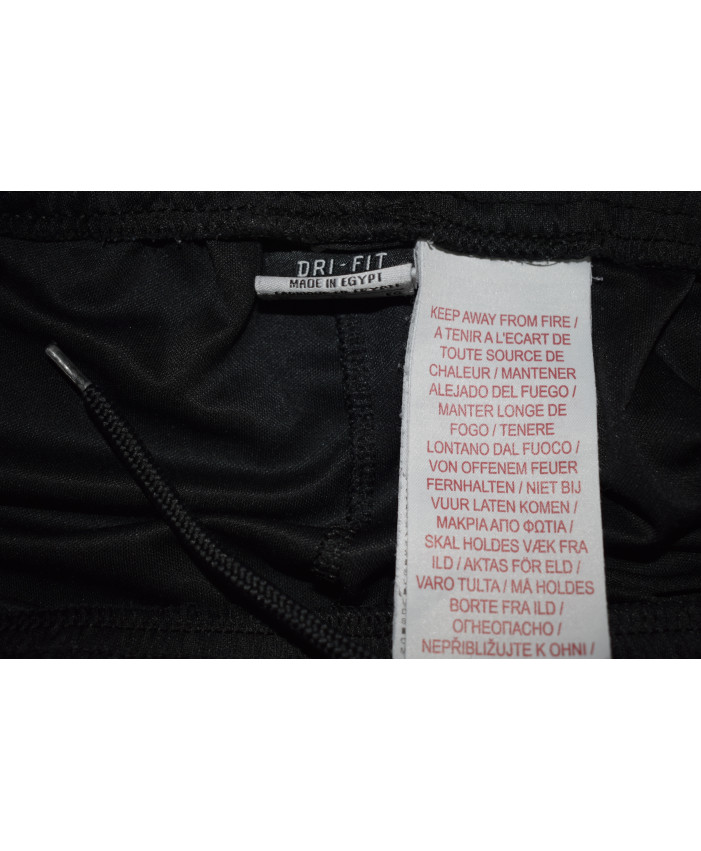 DRI-FIT
MADE IN EGYPT
KEEP AWAY FROM FIRE /
A TENIR A L'ECART DE
TOUTE SOURCE DE
CHALEUR / MANTENER
ALEJADO DEL FUEGO /
MANTER LONGE DE
FOGO / TENERE
LONTANO DAL FUOCO /
VON OFFENEM FEUER
FERNHALTEN / NIET BIJ
VUUR LATEN KOMEN /
ΜΑΚΡΙΑ ΑΠΟ ΦΩΤΙΑ /
SKAL HOLDES VÆK FRA
ILD / AKTAS FÖR ELD /
VARO TULTA / MÅ HOLDES
BORTE FRA ILD /
ОГНЕОПАСНО /
NEPŘIBLIŽUJTE K OHNI /